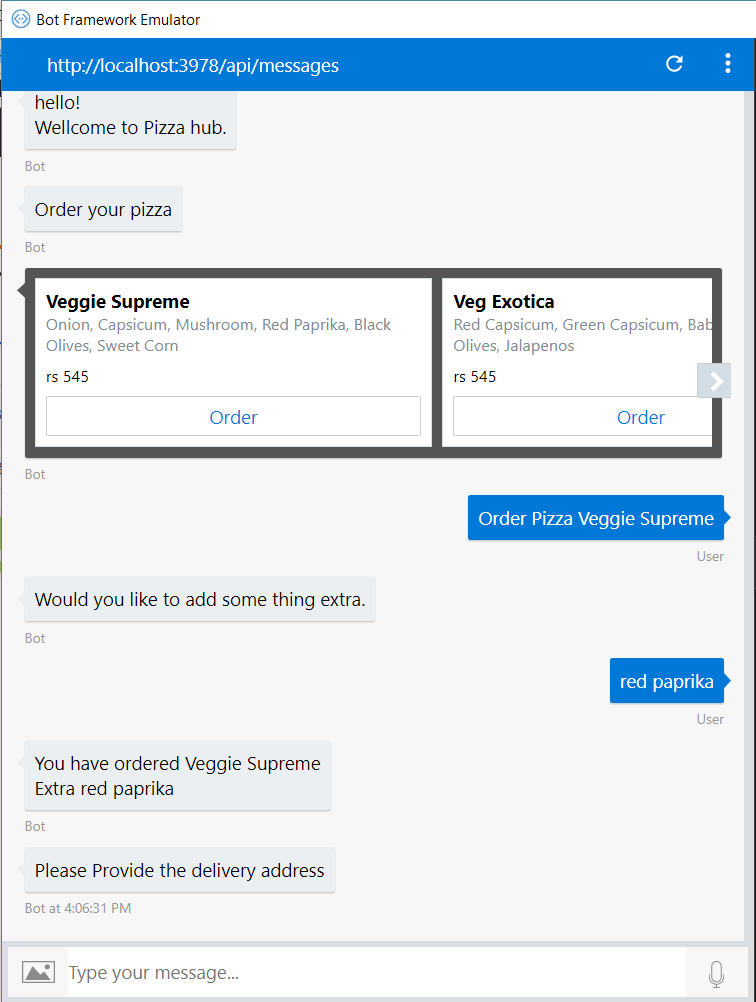 Bot Framework Emulator
http://localhost:3978/api/messages
hello!
Wellcome to Pizza hub.
Bot
Order your pizza
Bot
Veggie Supreme
Onion, Capsicum, Mushroom, Red Paprika, Black
Olives, Sweet Corn
rs 545
Order
Veg Exotica
Red Capsicum, Green Capsicum, Bab
Olives, Jalapenos
rs 545
Order
Bot
Order Pizza Veggie Supreme
User
Would you like to add some thing extra.
Bot
red paprika
User
You have ordered Veggie Supreme
Extra red paprika
Bot
Please Provide the delivery address
Bot at 4:06:31 PM
Type your message...